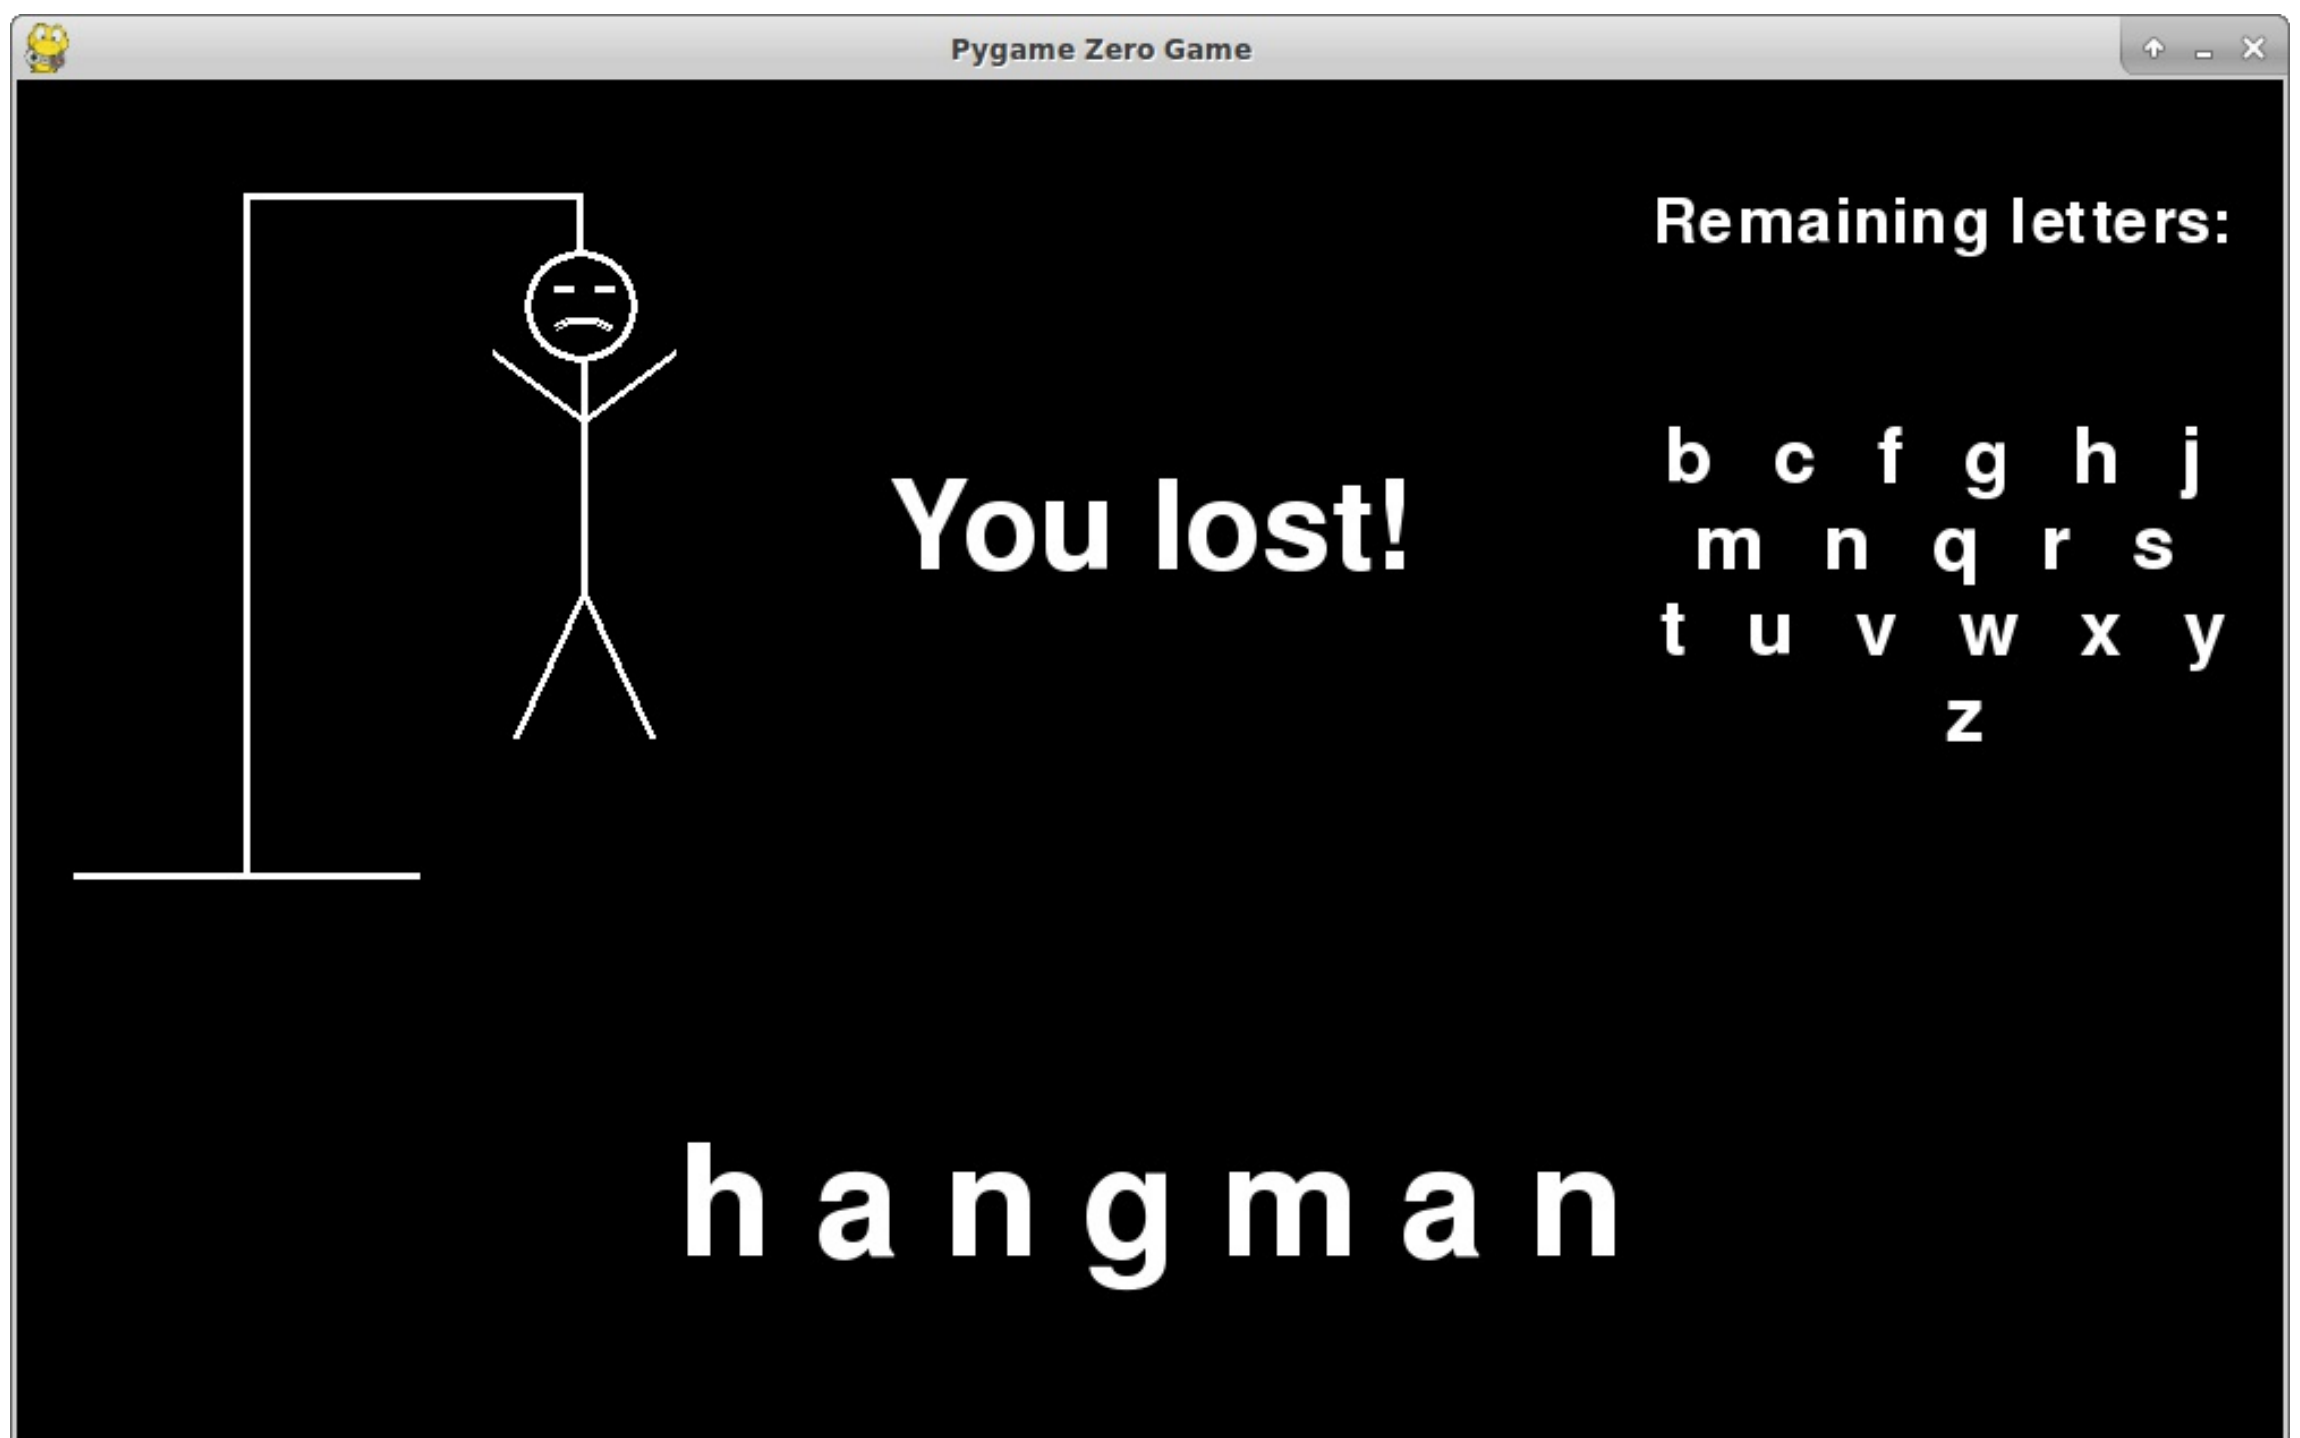 Pygame Zero Game
Remaining letters:
b c f g h j
m n q r s
t u v w x y
z
You lost!
h a n g m a n